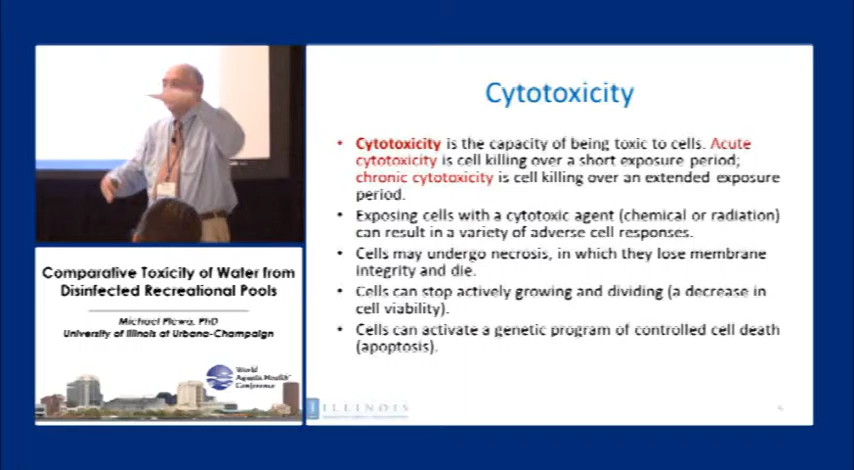 Cytotoxicity
• Cytotoxicity is the capacity of being toxic to cells. Acute
cytotoxicity is cell killing over a short exposure period;
chronic cytotoxicity is cell killing over an extended exposure
period.
• Exposing cells with a cytotoxic agent (chemical or radiation)
can result in a variety of adverse cell responses.
• Cells may undergo necrosis, in which they lose membrane
integrity and die.
• Cells can stop actively growing and dividing (a decrease in
cell viability).
• Cells can activate a genetic program of controlled cell death
(apoptosis).
ILLINOIS
Comparative Toxicity of Water from
Disinfected Recreational Pools
Michael Plewa, PhD
University of Illinois at Urbana-Champaign
World
Aquatic Health
Conference